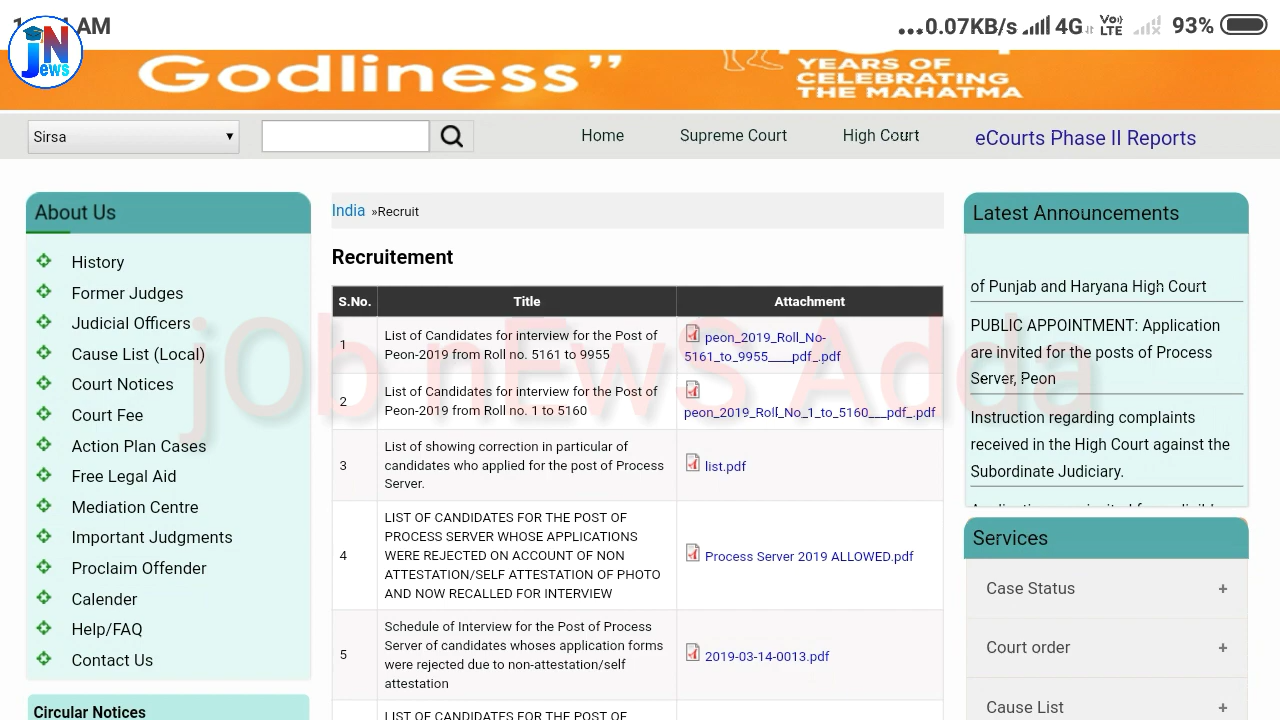 AM
...0.07KB/s 4G VoLTE 93%
jN
ews
Godliness”
YEARS OF
CELEBRATING
THE MAHATMA
Sirsa
Home
Supreme Court
High Court
eCourts Phase II Reports
About Us
History
Former Judges
Judicial Officers
Cause List (Local)
Court Notices
Court Fee
Action Plan Cases
Free Legal Aid
Mediation Centre
Important Judgments
Proclaim Offender
Calender
Help/FAQ
Contact Us
Circular Notices
India »Recruit
Recruitement
S.No. Title Attachment
1
List of Candidates for interview for the Post of
Peon-2019 from Roll no. 5161 to 9955
peon_2019_Roll_No-
5161_to_9955____pdf_.pdf
2
List of Candidates for interview for the Post of
Peon-2019 from Roll no. 1 to 5160
peon_2019_Roll_No_1_to_5160___pdf_.pdf
3
List of showing correction in particular of
candidates who applied for the post of Process
Server.
list.pdf
4
LIST OF CANDIDATES FOR THE POST OF
PROCESS SERVER WHOSE APPLICATIONS
WERE REJECTED ON ACCOUNT OF NON
ATTESTATION/SELF ATTESTATION OF PHOTO
AND NOW RECALLED FOR INTERVIEW
Process Server 2019 ALLOWED.pdf
5
Schedule of Interview for the Post of Process
Server of candidates whoses application forms
were rejected due to non-attestation/self
attestation
2019-03-14-0013.pdf
LIST OF CANDIDATES FOR THE POST OF
jOb nEwS Adda
Latest Announcements
of Punjab and Haryana High Court
PUBLIC APPOINTMENT: Application
are invited for the posts of Process
Server, Peon
Instruction regarding complaints
received in the High Court against the
Subordinate Judiciary.
Services
Case Status +
Court order +
Cause List +